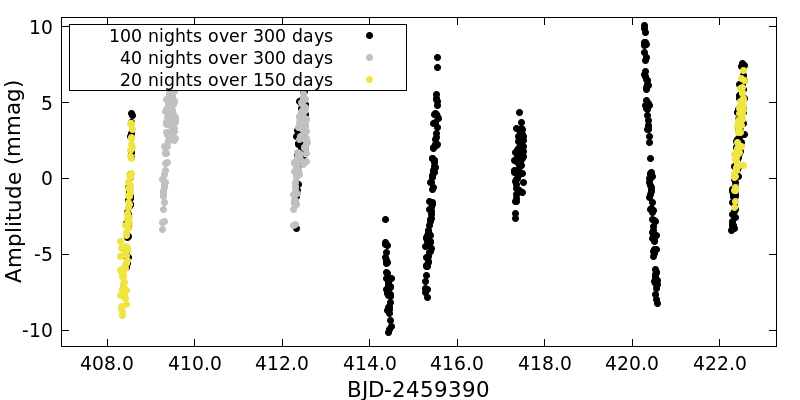 100 nights over 300 days
40 nights over 300 days
20 nights over 150 days
10
5
0
-5
-10
Amplitude (mmag)
408.0 410.0 412.0 414.0 416.0 418.0 420.0 422.0
BJD-2459390